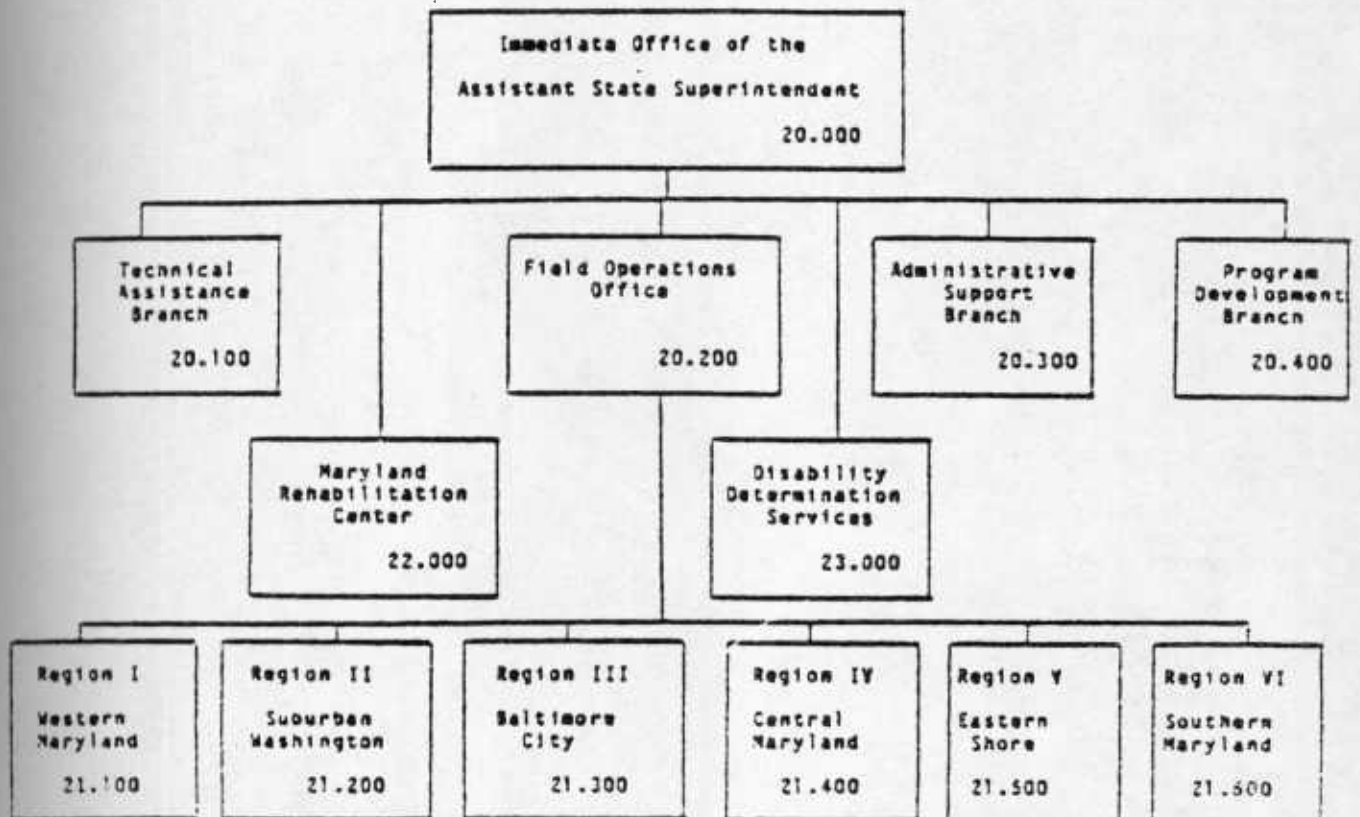 Immediate Office of the
Assistant State Superintendent
20.000
Technical
Assistance
Branch
20.100
Field Operations
Office
20.200
Administrative
Support
Branch
20.300
Program
Development
Branch
20.400
Maryland
Rehabilitation
Center
22.000
Disability
Determination
Services
23.000
Region I
Western
Maryland
21.100
Region II
Suburban
Washington
21.200
Region III
Baltimore
City
21.300
Region IV
Central
Maryland
21.400
Region V
Eastern
Shore
21.500
Region VI
Southern
Maryland
21.600